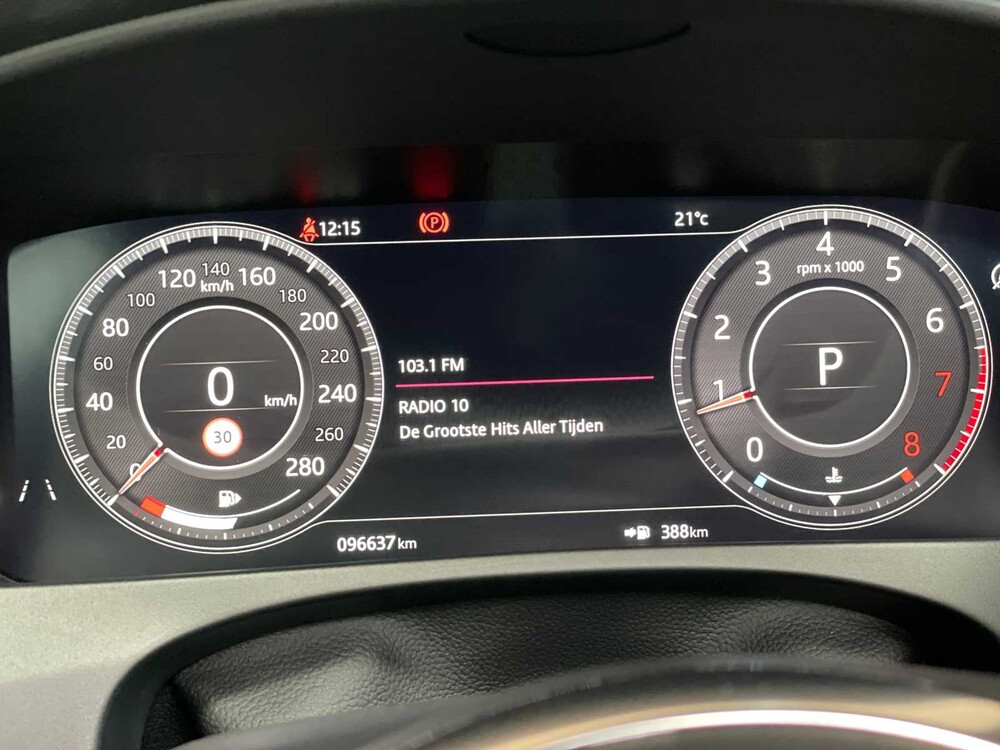 12:15
P
21°c
120 140 160
km/h
100 180
80 200
60 220
40 240
20 260
0 280
0
km/h
30
103.1 FM
RADIO 10
De Grootste Hits Aller Tijden
4
rpm x 1000
3 5
2 6
1 7
0 8
P
096637 km
388km